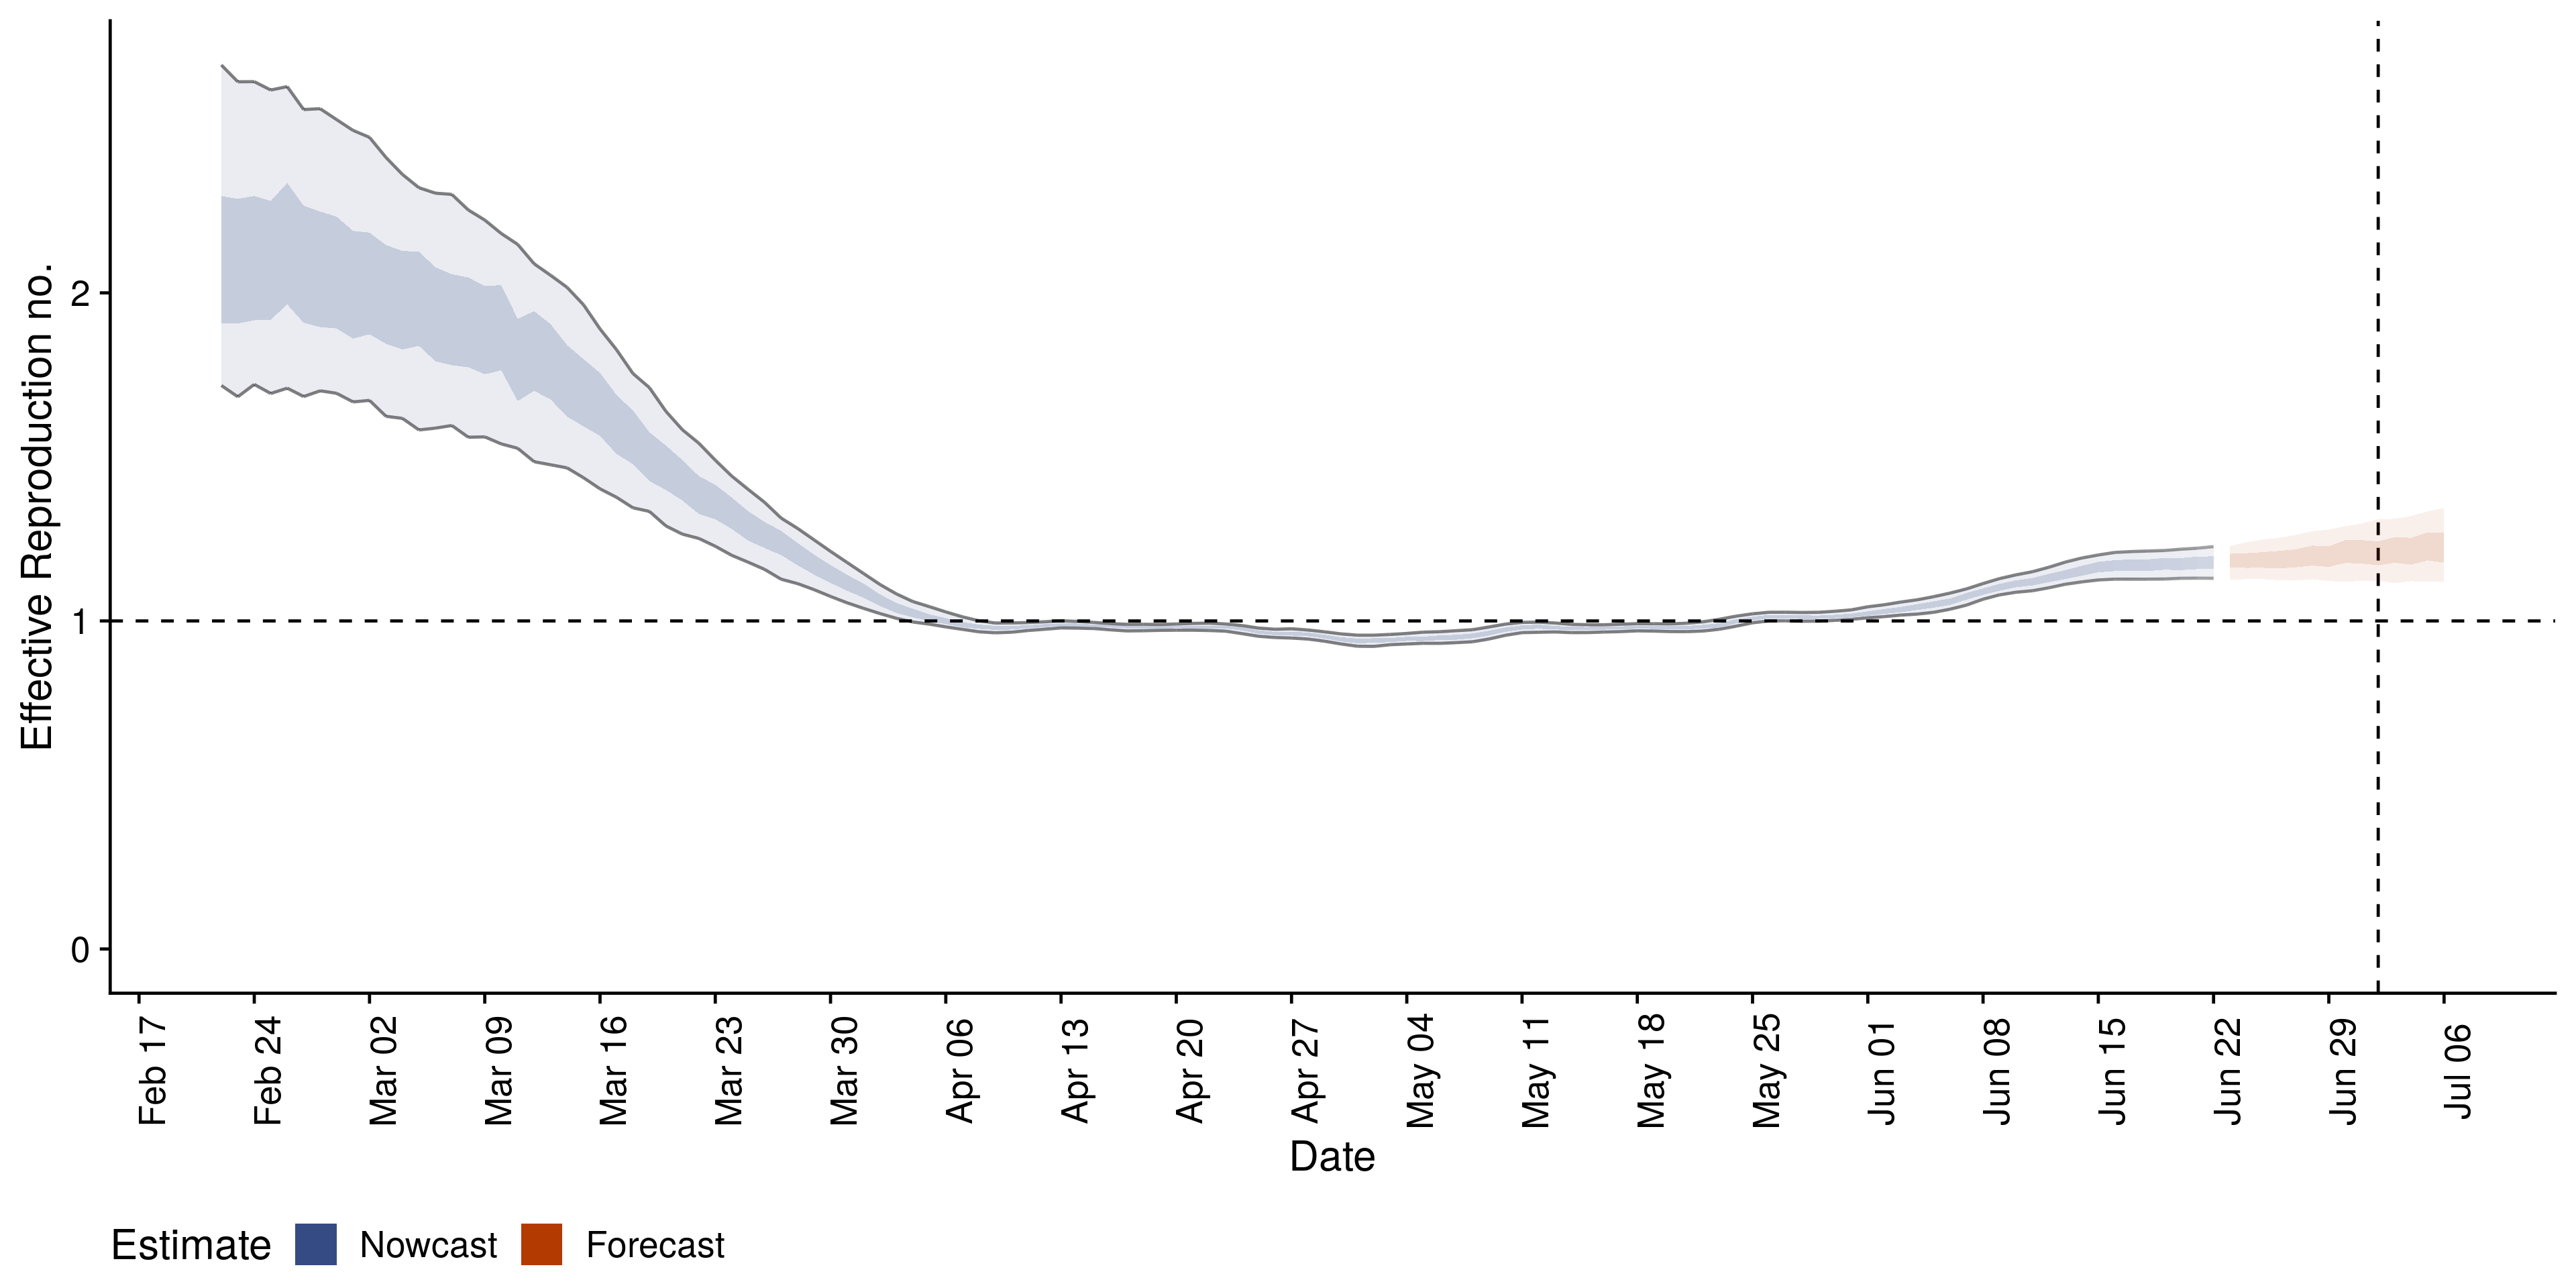 Effective Reproduction no.
2
1
0
Feb 17
Feb 24
Mar 02
Mar 09
Mar 16
Mar 23
Mar 30
Apr 06
Apr 13
Apr 20
Apr 27
May 04
May 11
May 18
May 25
Jun 01
Jun 08
Jun 15
Jun 22
Jun 29
Jul 06
Date
Estimate Nowcast Forecast